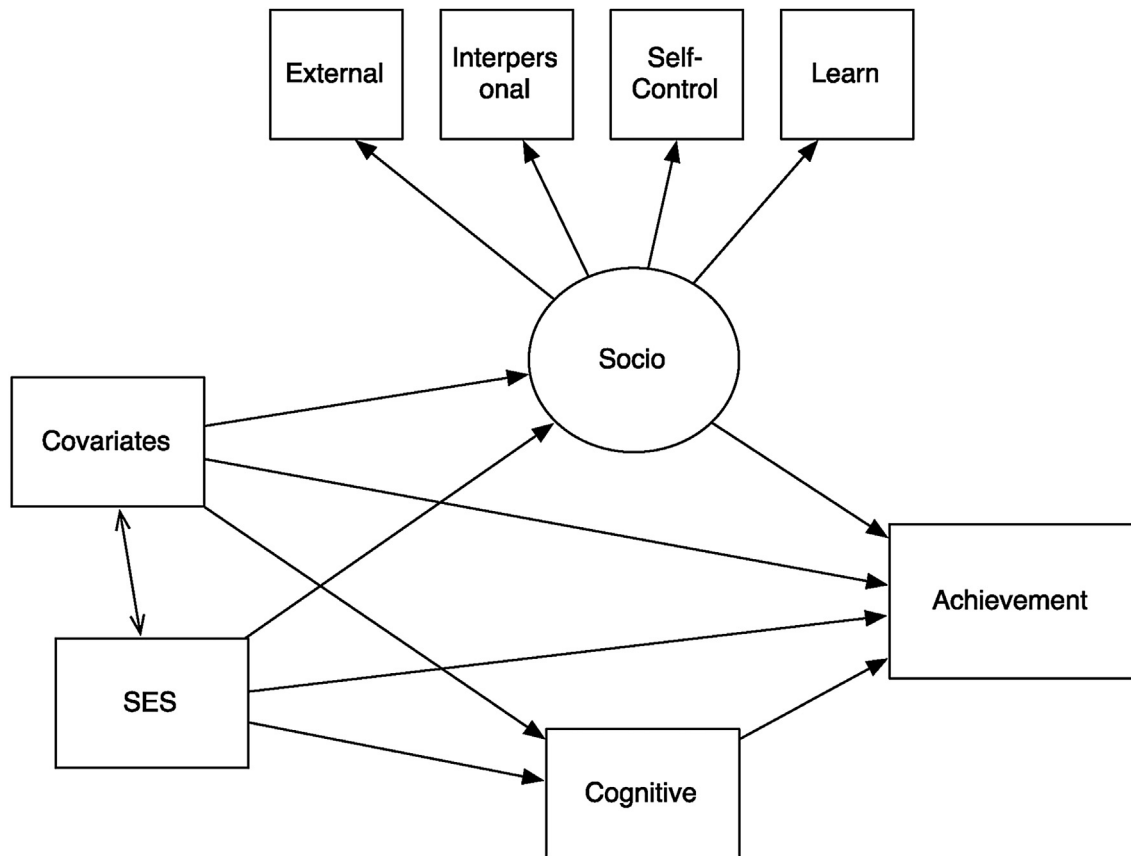 External
Interpers
onal
Self-
Control
Learn
Socio
Covariates
Achievement
SES
Cognitive